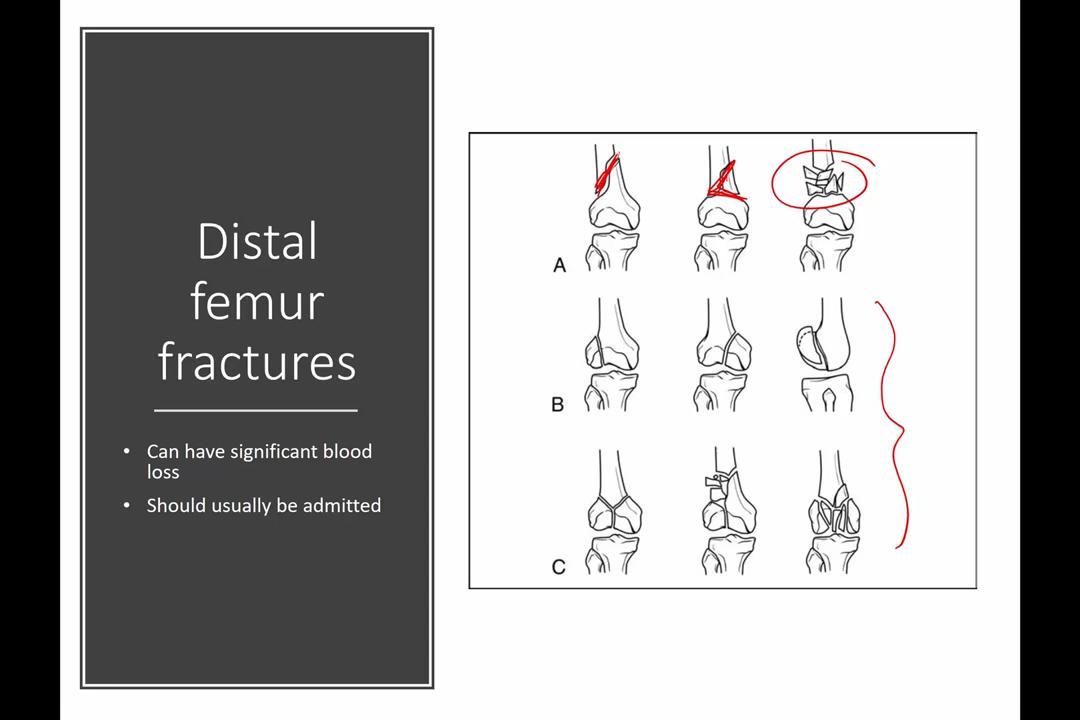 Distal
femur
fractures
• Can have significant blood
loss
• Should usually be admitted
A
B
C